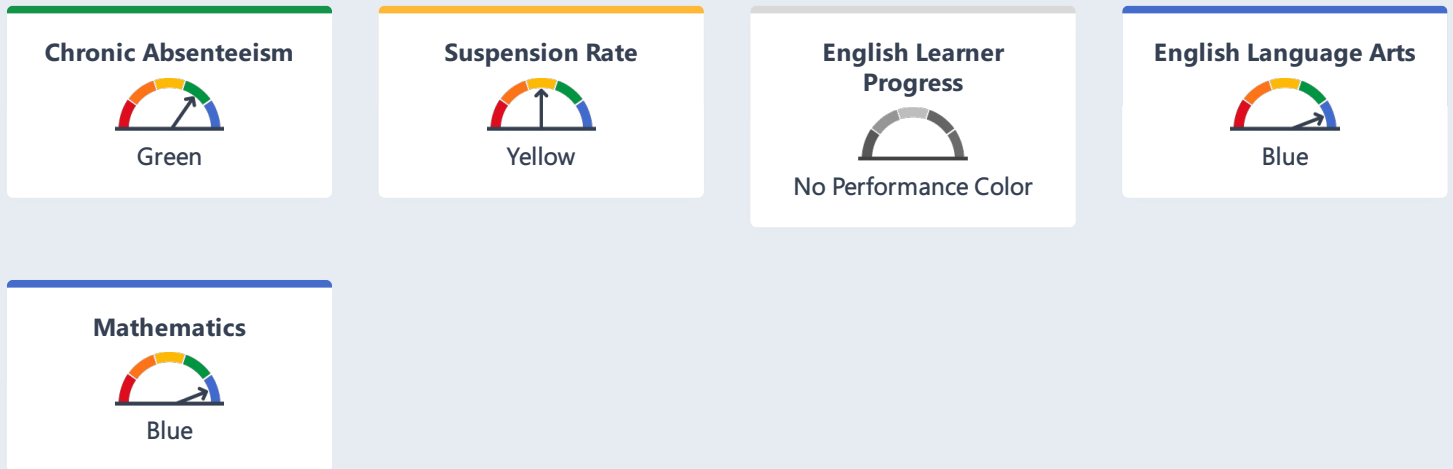 Chronic Absenteeism
Green
Suspension Rate
Yellow
English Learner
Progress
No Performance Color
English Language Arts
Blue
Mathematics
Blue